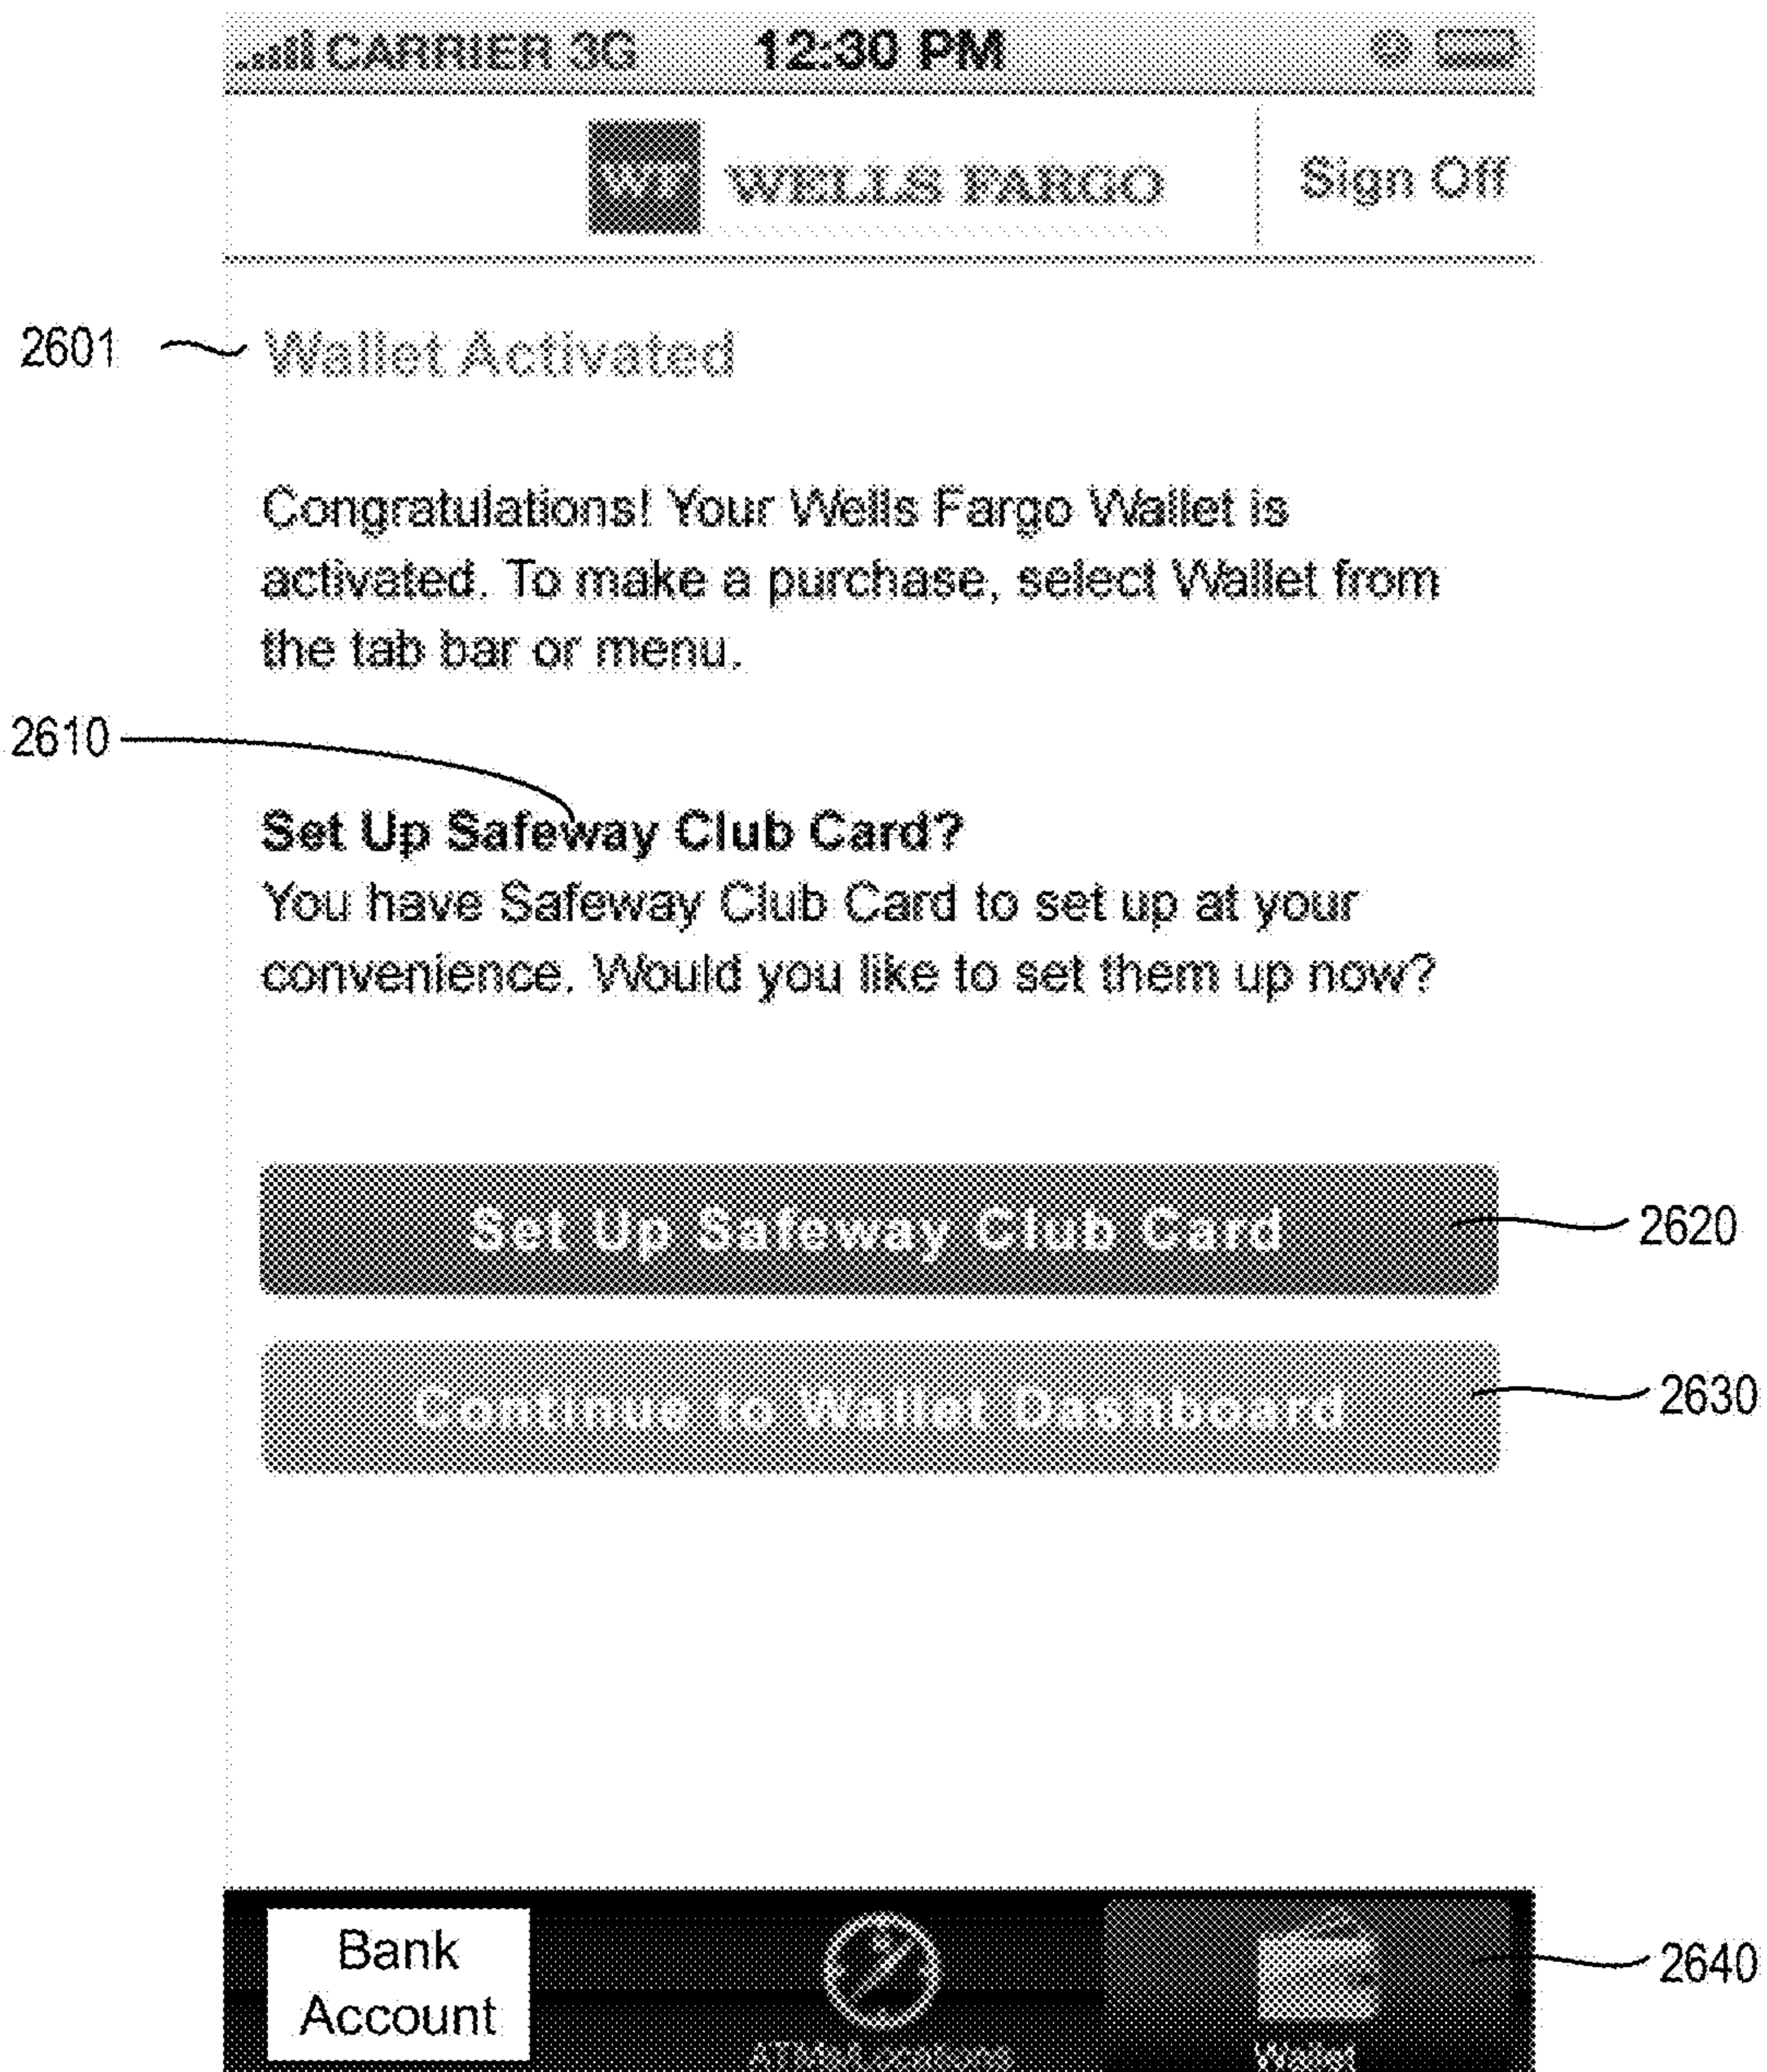 CARRIER 3G 12:30 PM
WF WELLS FARGO Sign Off
2601 Wallet Activated
Congratulations! Your Wells Fargo Wallet is
activated. To make a purchase, select Wallet from
the tab bar or menu.
2610
Set Up Safeway Club Card?
You have Safeway Club Card to set up at your
convenience. Would you like to set them up now?
Set Up Safeway Club Card 2620
Continue to Wallet Dashboard 2630
Bank
Account
2640
Wallet